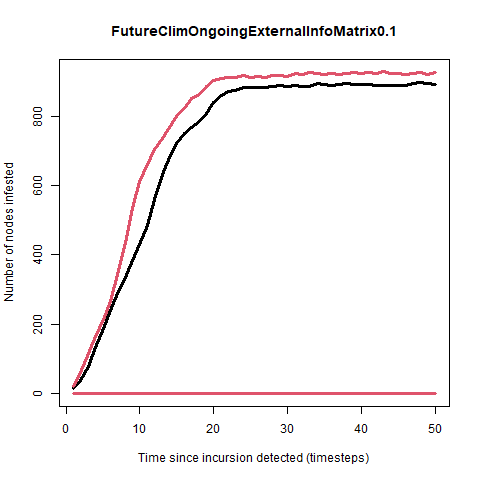 FutureClimOngoingExternalInfoMatrix0.1
Number of nodes infested
800
600
400
200
0
0 10 20 30 40 50
Time since incursion detected (timesteps)